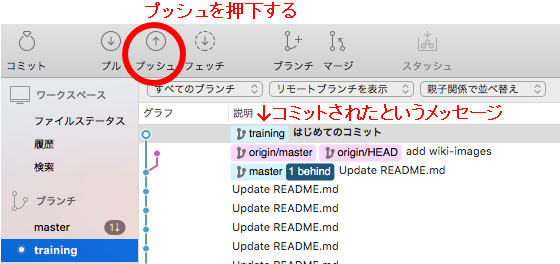 プッシュを押下する
コミット プル プッシュ フェッチ ブランチ マージ スタッシュ
すべてのブランチ リモートブランチを表示 親子関係で並べ替え
ワークスペース
ファイルステータス
履歴
検索
ブランチ
master 1↓
training
グラフ 説明 ↓コミットされたというメッセージ
training はじめてのコミット
origin/master origin/HEAD add wiki-images
master 1 behind Update README.md
Update README.md
Update README.md
Update README.md
Update README.md